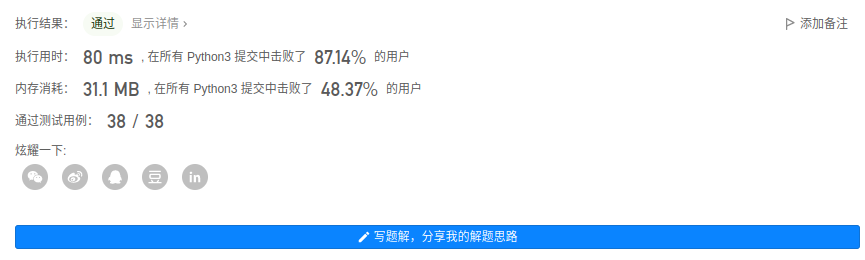 执行结果： 通过 显示详情 › 添加备注
执行用时： 80 ms , 在所有 Python3 提交中击败了 87.14% 的用户
内存消耗： 31.1 MB , 在所有 Python3 提交中击败了 48.37% 的用户
通过测试用例： 38 / 38
炫耀一下:
豆 in
写题解，分享我的解题思路